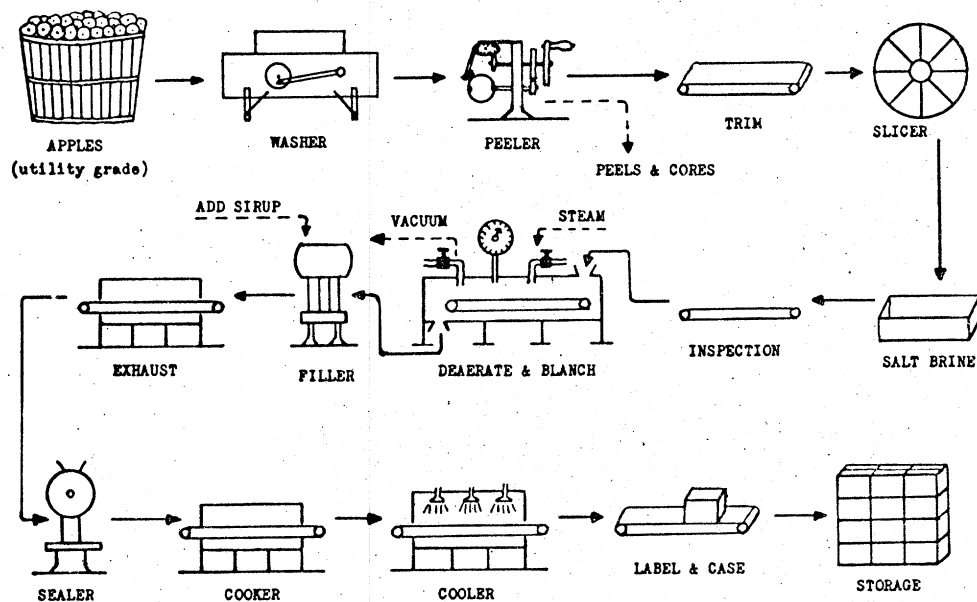 APPLES
(utility grade)
WASHER
PEELER
PEELS & CORES
TRIM
SLICER
ADD SIRUP
VACUUM
STEAM
EXHAUST
FILLER
DEAERATE & BLANCH
INSPECTION
SALT BRINE
SEALER
COOKER
COOLER
LABEL & CASE
STORAGE